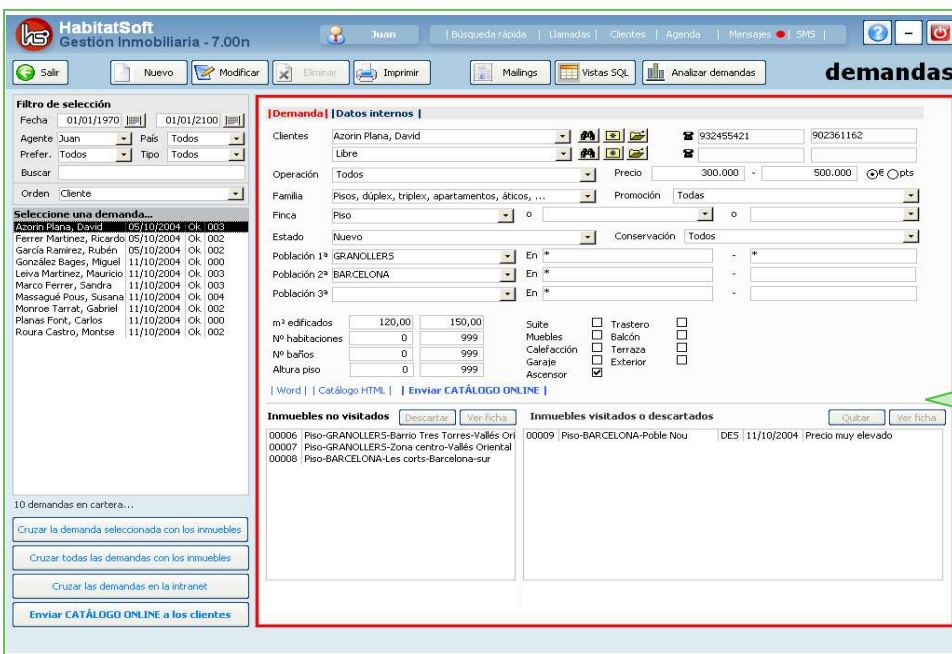 HabitatSoft
Gestión Inmobiliaria - 7.00n
Juan | Búsqueda rápida | Llamadas | Clientes | Agenda | Mensajes | SMS |
Salir Nuevo Modificar Eliminar Imprimir Mailings Vistas SQL Analizar demandas demandas
Filtro de selección
Fecha 01/01/1970 01/01/2100
Agente Juan País Todos
Prefer. Todos Tipo Todos
Buscar
Orden Cliente
Seleccione una demanda...
Azorin Plana, David 05/10/2004 Ok 003
Ferrer Martinez, Ricardo 05/10/2004 Ok 002
García Ramirez, Rubén 05/10/2004 Ok 002
González Bages, Miguel 11/10/2004 Ok 000
Leiva Martinez, Mauricio 11/10/2004 Ok 003
Marco Ferrer, Sandra 11/10/2004 Ok 003
Massagué Pous, Susana 11/10/2004 Ok 004
Monroe Tarrat, Gabriel 11/10/2004 Ok 002
Planas Font, Carlos 11/10/2004 Ok 000
Roura Castro, Montse 11/10/2004 Ok 002
10 demandas en cartera...
Cruzar la demanda seleccionada con los inmuebles
Cruzar todas las demandas con los inmuebles
Cruzar las demandas en la intranet
Enviar CATÁLOGO ONLINE a los clientes
|Demanda| |Datos internos |
Clientes Azorin Plana, David 932455421 902361162
Libre
Operación Todos Precio 300.000 - 500.000 € pts
Familia Pisos, dúplex, triplex, apartamentos, áticos, ... Promoción Todas
Finca Piso o o
Estado Nuevo Conservación Todos
Población 1ª GRANOLLERS En * - *
Población 2ª BARCELONA En * -
Población 3ª En * -
m² edificados 120,00 150,00 Suite Trastero
Nº habitaciones 0 999 Muebles Balcón
Nº baños 0 999 Calefacción Terraza
Altura piso 0 999 Garaje Exterior
Ascensor
| Word | | Catálogo HTML | | Enviar CATÁLOGO ONLINE |
Inmuebles no visitados Descartar Ver ficha Inmuebles visitados o descartados Quitar Ver ficha
00006 Piso-GRANOLLERS-Barrio Tres Torres-Vallés Ori 00009 Piso-BARCELONA-Poble Nou DES 11/10/2004 Precio muy elevado
00007 Piso-GRANOLLERS-Zona centro-Vallés Oriental
00008 Piso-BARCELONA-Les corts-Barcelona-sur